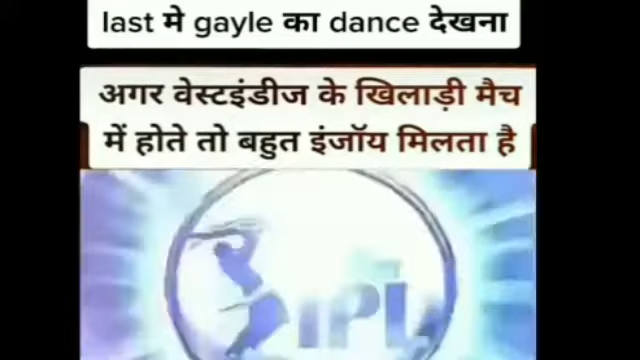 last मे gayle का dance देखना
अगर वेस्टइंडीज के खिलाड़ी मैच
में होते तो बहुत इंजॉय मिलता है
IPL